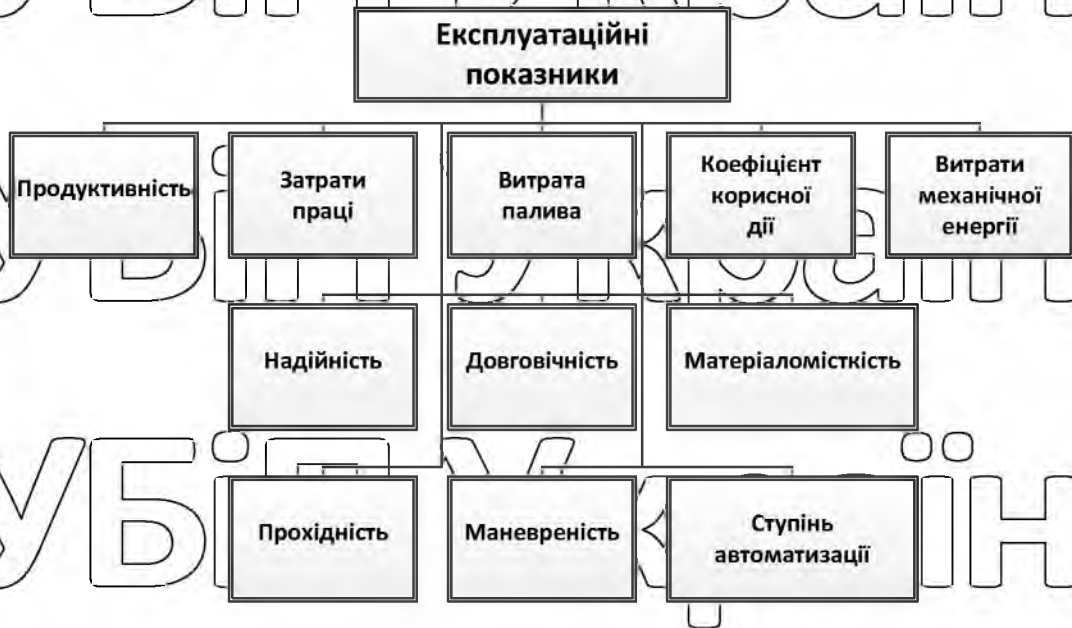 Експлуатаційні
показники
Продуктивність
Затрати
праці
Витрата
палива
Коефіцієнт
корисної
дії
Витрати
механічної
енергії
Надійність
Довговічність
Матеріаломісткість
Прохідність
Маневреність
Ступінь
автоматизації